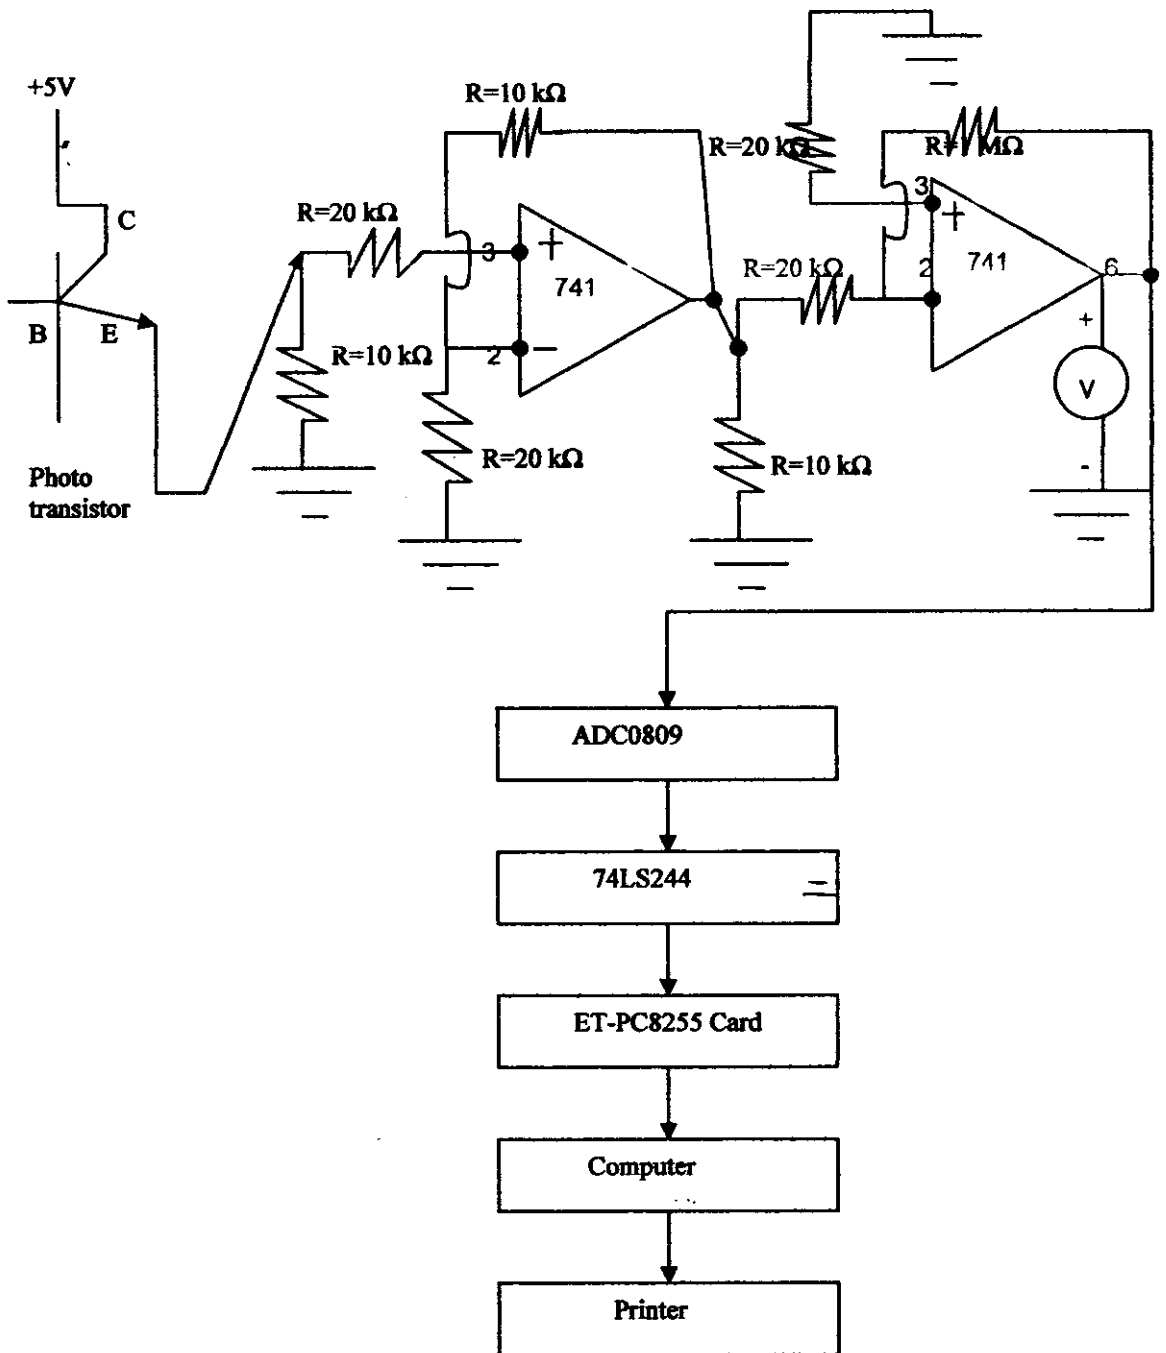 +5V
C
B
E
Photo
transistor
R=20 kΩ
R=10 kΩ
R=10 kΩ
3
+
741
2
−
R=20 kΩ
R=10 kΩ
R=20 kΩ
R=20 kΩ
3
+
741
2
6
+
V
-
ADC0809
74LS244
ET-PC8255 Card
Computer
Printer